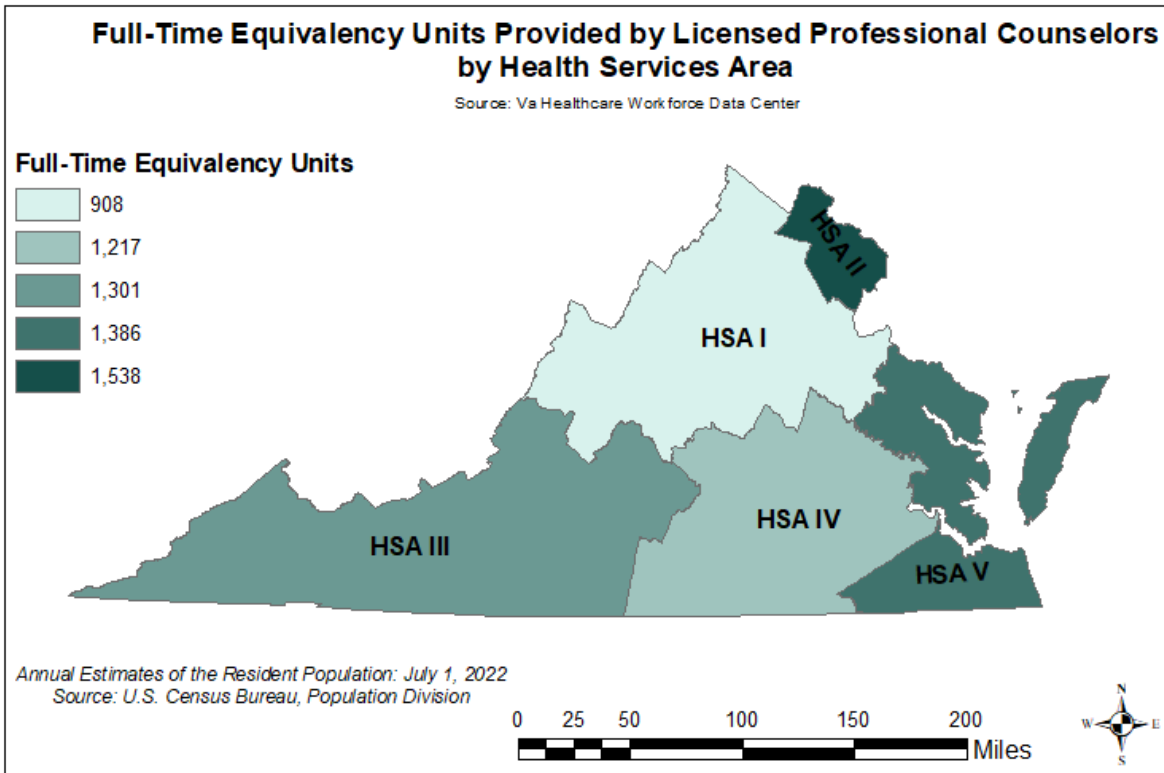 Full-Time Equivalency Units Provided by Licensed Professional Counselors
by Health Services Area
Source: Va Healthcare Workforce Data Center
Full-Time Equivalency Units
908
1,217
1,301
1,386
1,538
HSA II
HSA I
HSA IV
HSA III
HSA V
Annual Estimates of the Resident Population: July 1, 2022
Source: U.S. Census Bureau, Population Division
0 25 50 100 150 200
Miles
N
W E
S